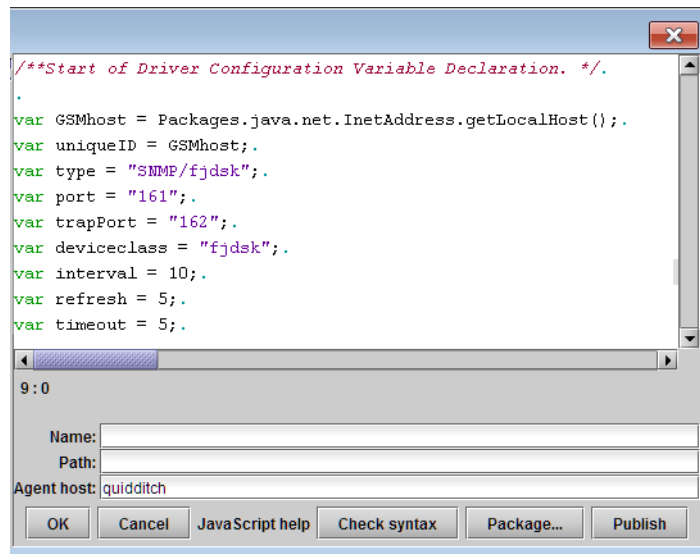 /**Start of Driver Configuration Variable Declaration. */.
.
var GSMhost = Packages.java.net.InetAddress.getLocalHost();.
var uniqueID = GSMhost;.
var type = "SNMP/fjdsk";.
var port = "161";.
var trapPort = "162";.
var deviceclass = "fjdsk";.
var interval = 10;.
var refresh = 5;.
var timeout = 5;.
9:0
Name:
Path:
Agent host: quidditch
OK Cancel JavaScript help Check syntax Package... Publish